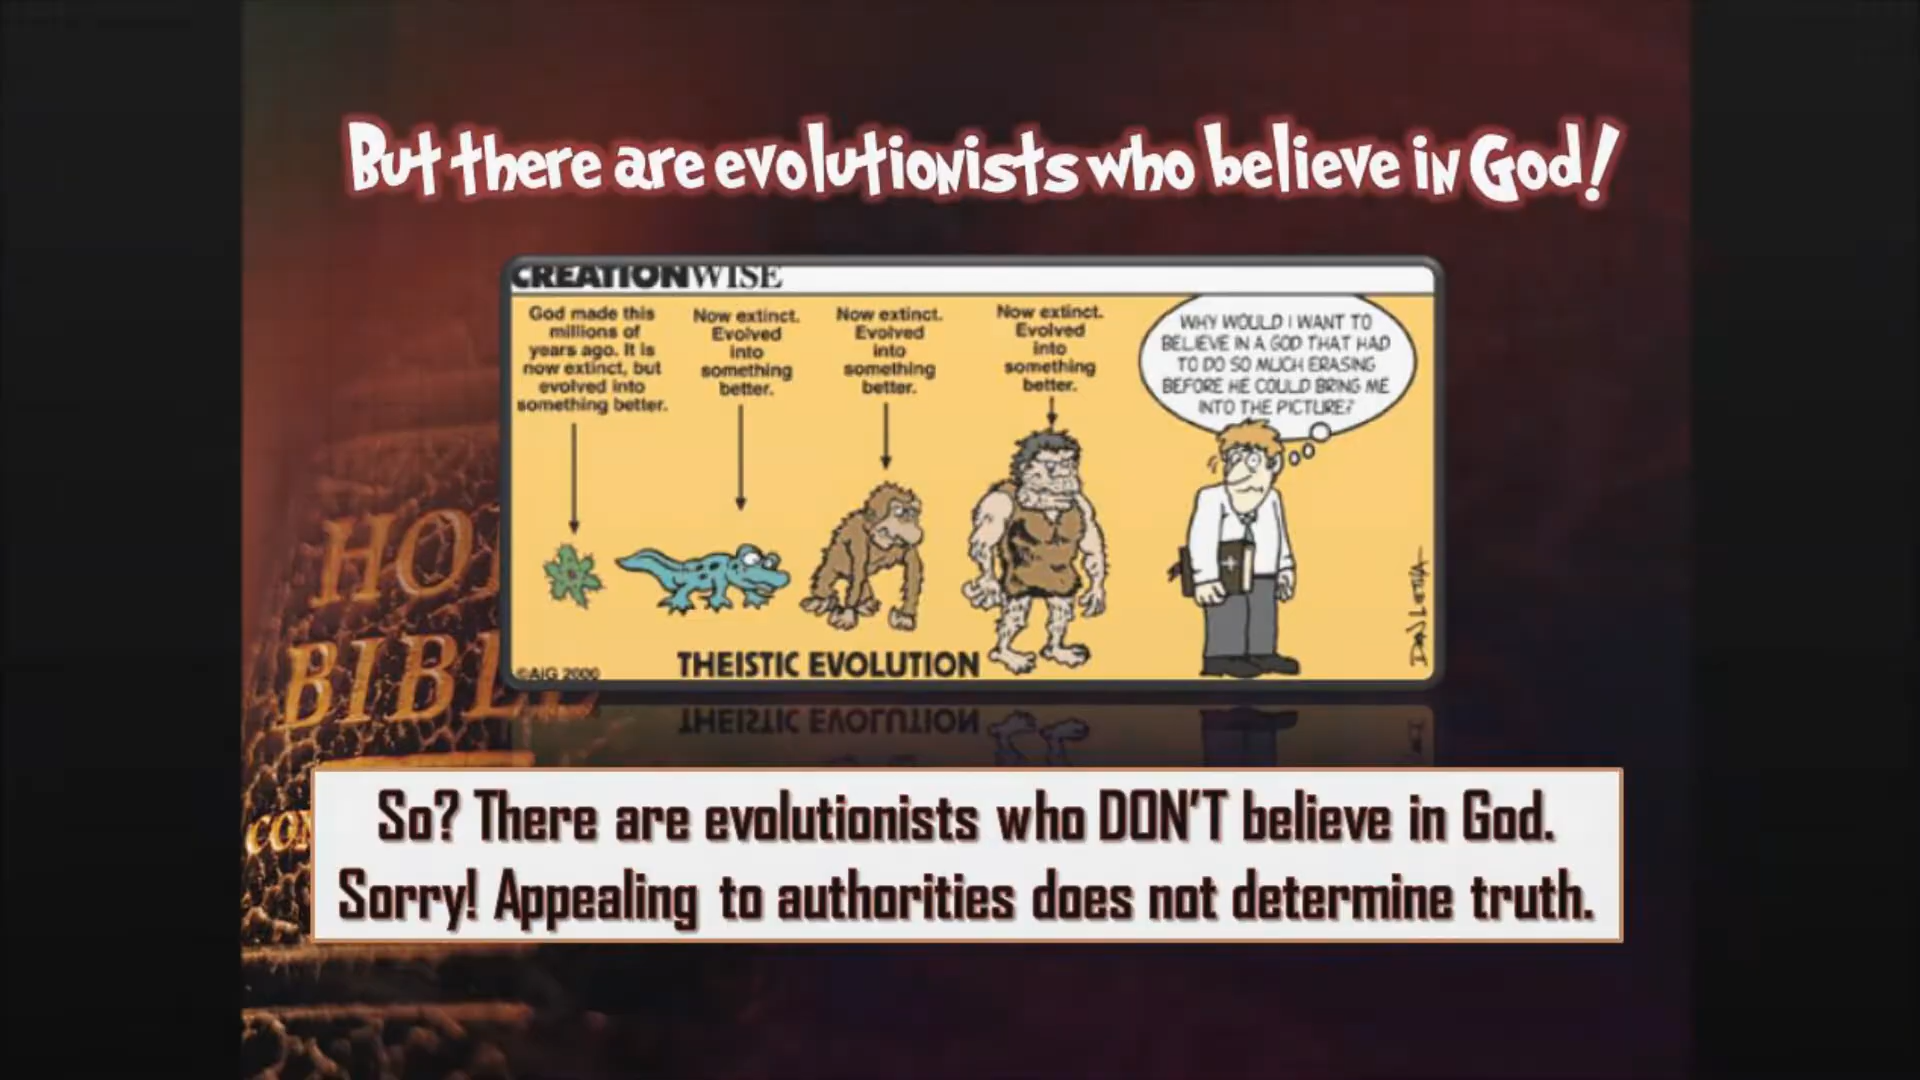 But there are evolutionists who believe in God!
CREATIONWISE
God made this
millions of
years ago. It is
now extinct, but
evolved into
something better.
Now extinct.
Evolved
into
something
better.
Now extinct.
Evolved
into
something
better.
Now extinct.
Evolved
into
something
better.
WHY WOULD I WANT TO
BELIEVE IN A GOD THAT HAD
TO DO SO MUCH ERASING
BEFORE HE COULD BRING ME
INTO THE PICTURE?
DAN LIETHA
THEISTIC EVOLUTION
©AiG 2000
HO
BIBLE
CON
So? There are evolutionists who DON'T believe in God.
Sorry! Appealing to authorities does not determine truth.